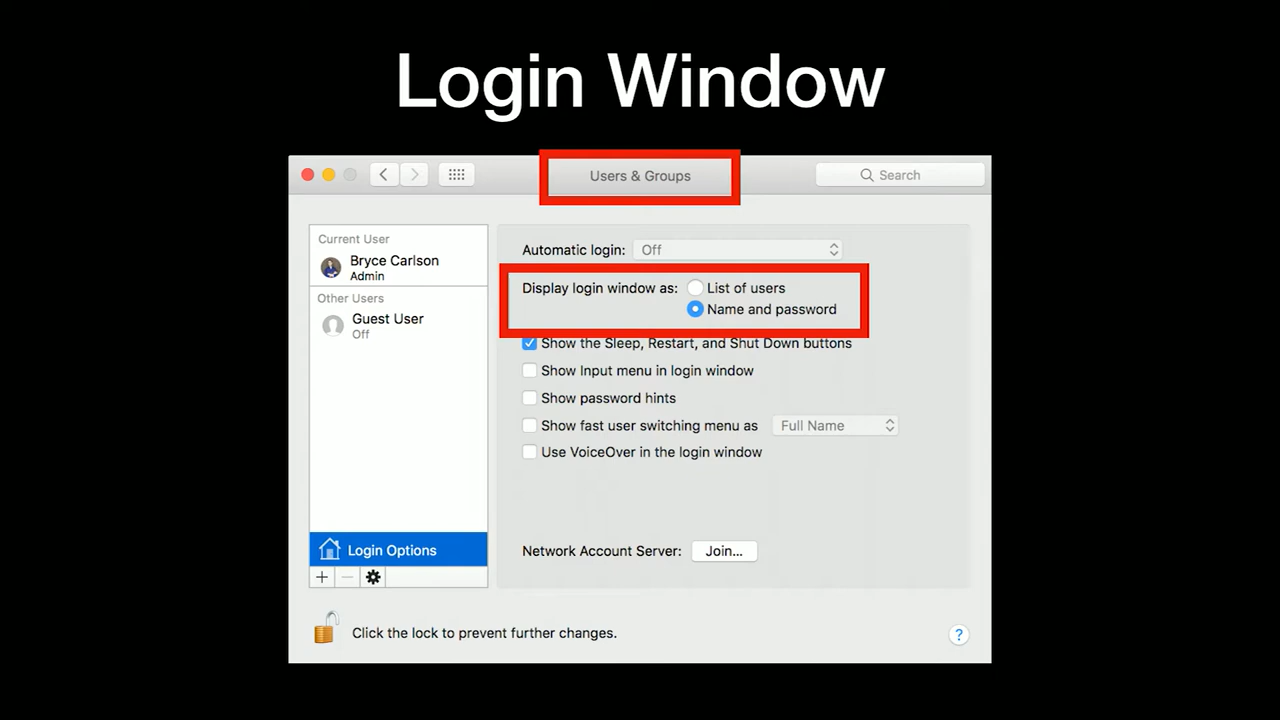 Login Window
Users & Groups
Search
Current User
Bryce Carlson
Admin
Other Users
Guest User
Off
Login Options
Automatic login: Off
Display login window as: List of users
Name and password
Show the Sleep, Restart, and Shut Down buttons
Show Input menu in login window
Show password hints
Show fast user switching menu as Full Name
Use VoiceOver in the login window
Network Account Server: Join...
Click the lock to prevent further changes.
?